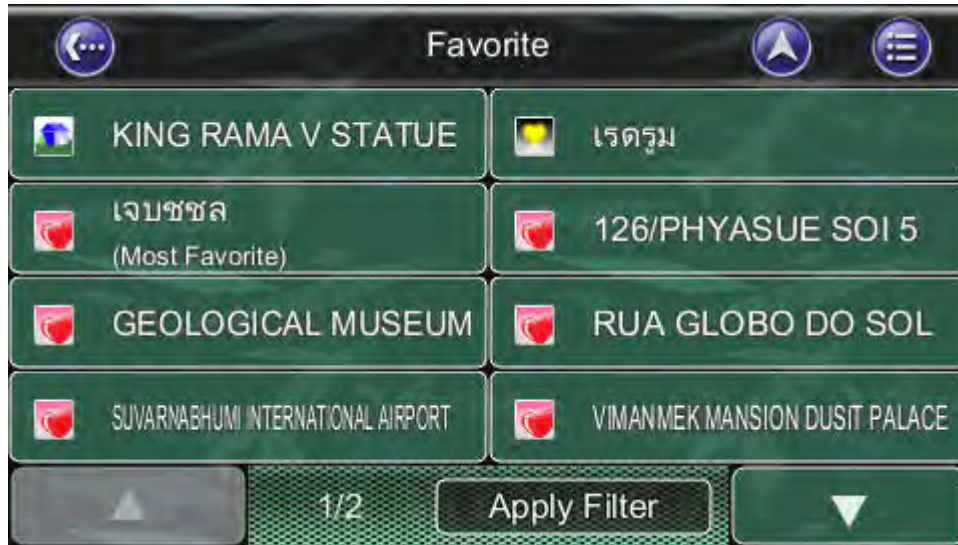 Favorite
KING RAMA V STATUE
เรดรูม
เจบชชล
(Most Favorite)
126/PHYASUE SOI 5
GEOLOGICAL MUSEUM
RUA GLOBO DO SOL
SUVARNABHUMI INTERNATIONAL AIRPORT
VIMANMEK MANSION DUSIT PALACE
1/2
Apply Filter